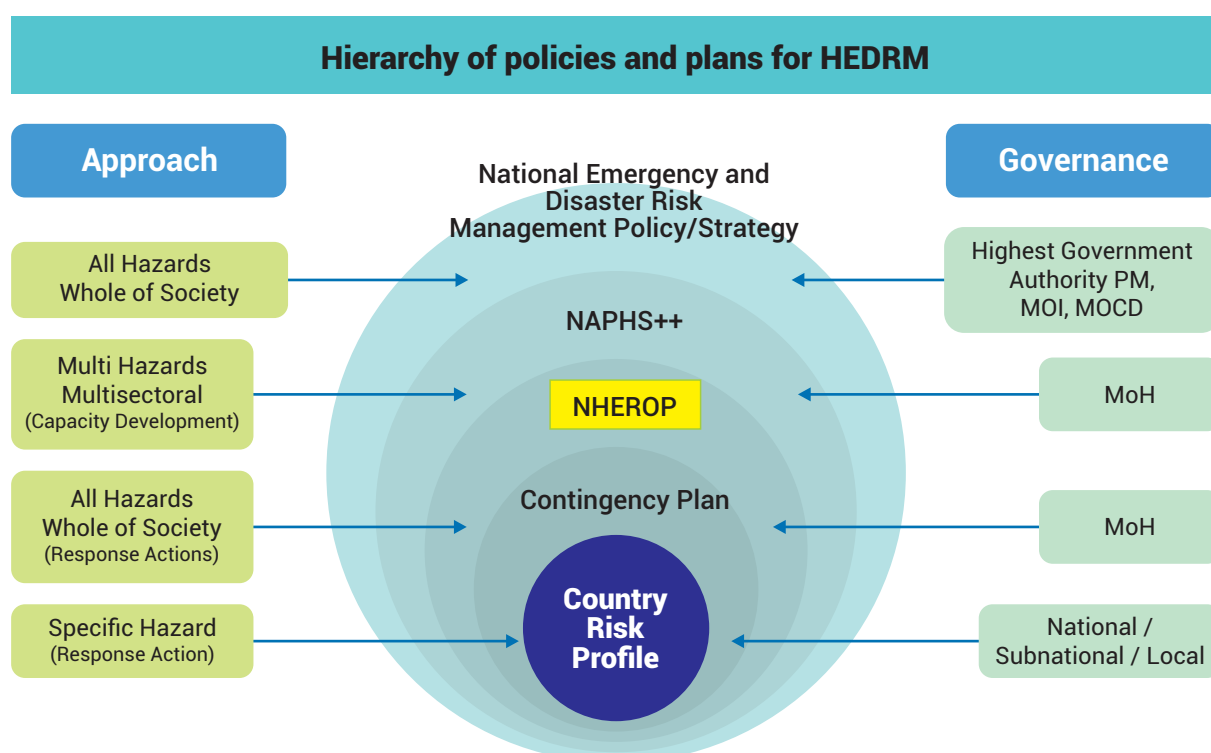 Hierarchy of policies and plans for HEDRM
Approach
Governance
National Emergency and
Disaster Risk
Management Policy/Strategy
All Hazards
Whole of Society
Highest Government
Authority PM,
MOI, MOCD
NAPHS++
Multi Hazards
Multisectoral
(Capacity Development)
NHEROP
MoH
All Hazards
Whole of Society
(Response Actions)
Contingency Plan
MoH
Specific Hazard
(Response Action)
Country
Risk
Profile
National /
Subnational / Local